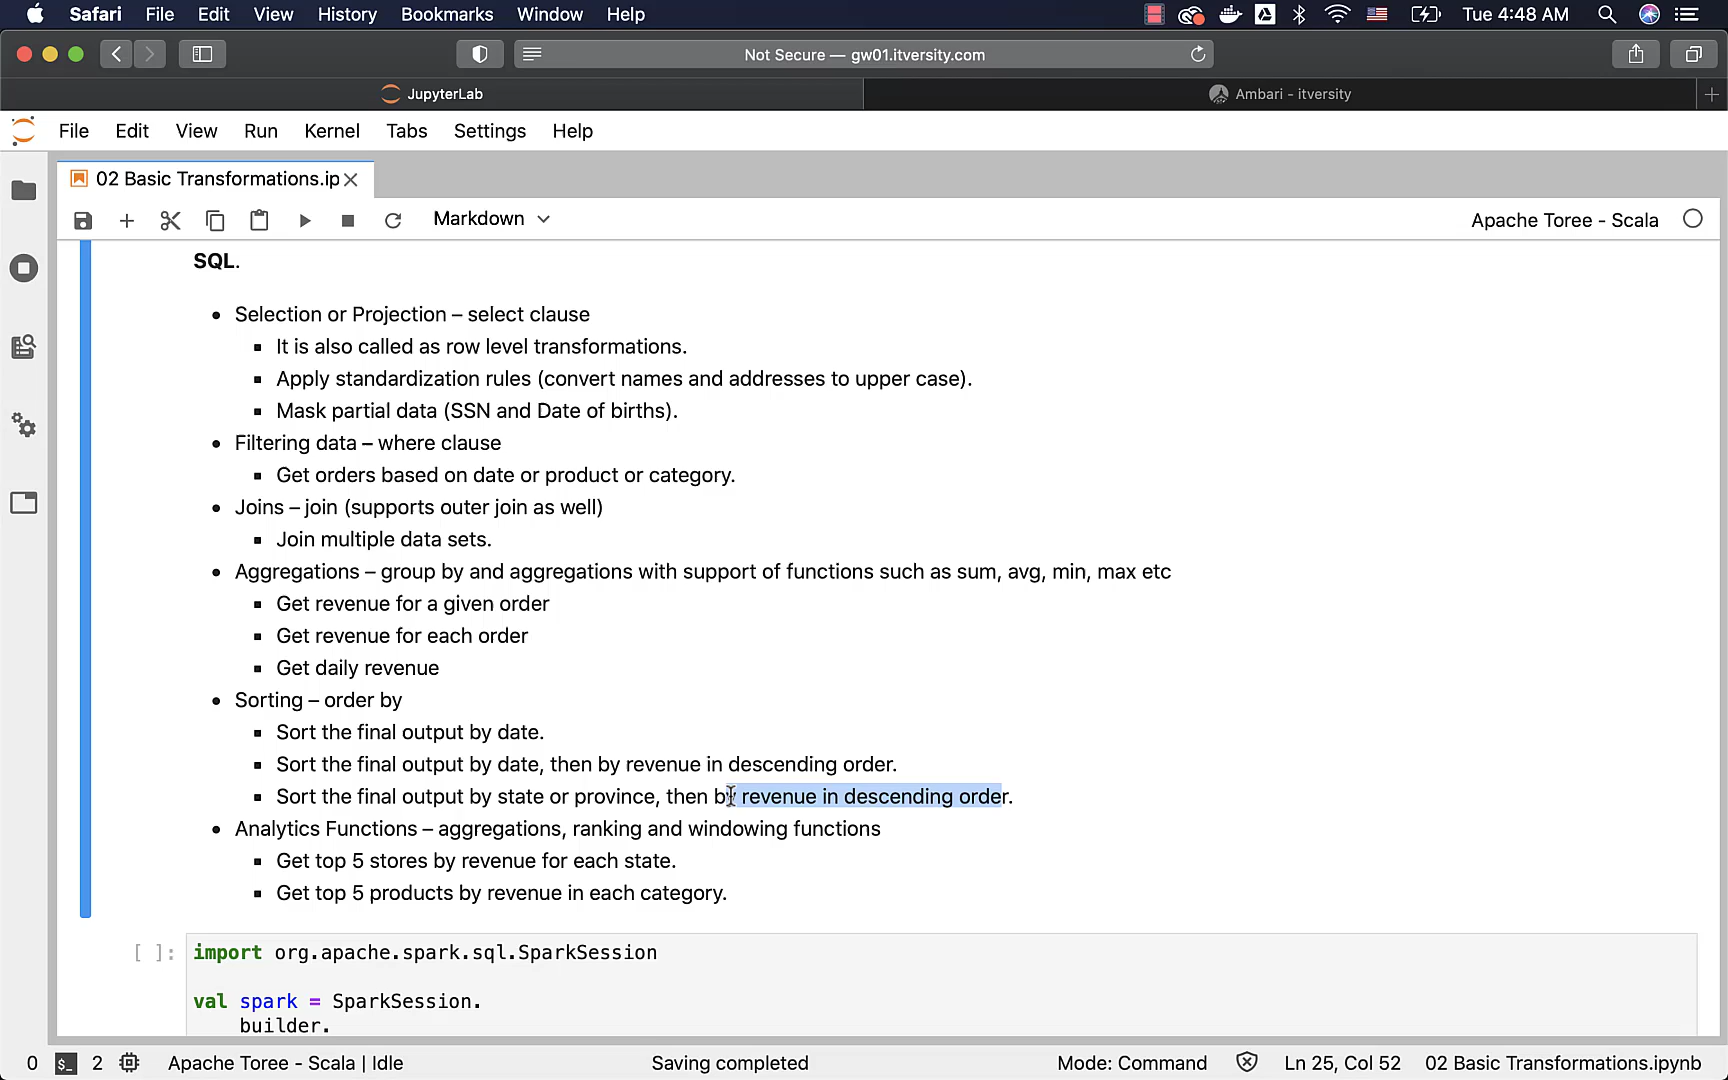 Safari File Edit View History Bookmarks Window Help Tue 4:48 AM
Not Secure — gw01.itversity.com
JupyterLab Ambari - itversity
File Edit View Run Kernel Tabs Settings Help
02 Basic Transformations.ip
Markdown Apache Toree - Scala
SQL.
Selection or Projection – select clause
It is also called as row level transformations.
Apply standardization rules (convert names and addresses to upper case).
Mask partial data (SSN and Date of births).
Filtering data – where clause
Get orders based on date or product or category.
Joins – join (supports outer join as well)
Join multiple data sets.
Aggregations – group by and aggregations with support of functions such as sum, avg, min, max etc
Get revenue for a given order
Get revenue for each order
Get daily revenue
Sorting – order by
Sort the final output by date.
Sort the final output by date, then by revenue in descending order.
Sort the final output by state or province, then by revenue in descending order.
Analytics Functions – aggregations, ranking and windowing functions
Get top 5 stores by revenue for each state.
Get top 5 products by revenue in each category.
[ ]: import org.apache.spark.sql.SparkSession
val spark = SparkSession.
builder.
0 $_ 2 Apache Toree - Scala | Idle Saving completed Mode: Command Ln 25, Col 52 02 Basic Transformations.ipynb